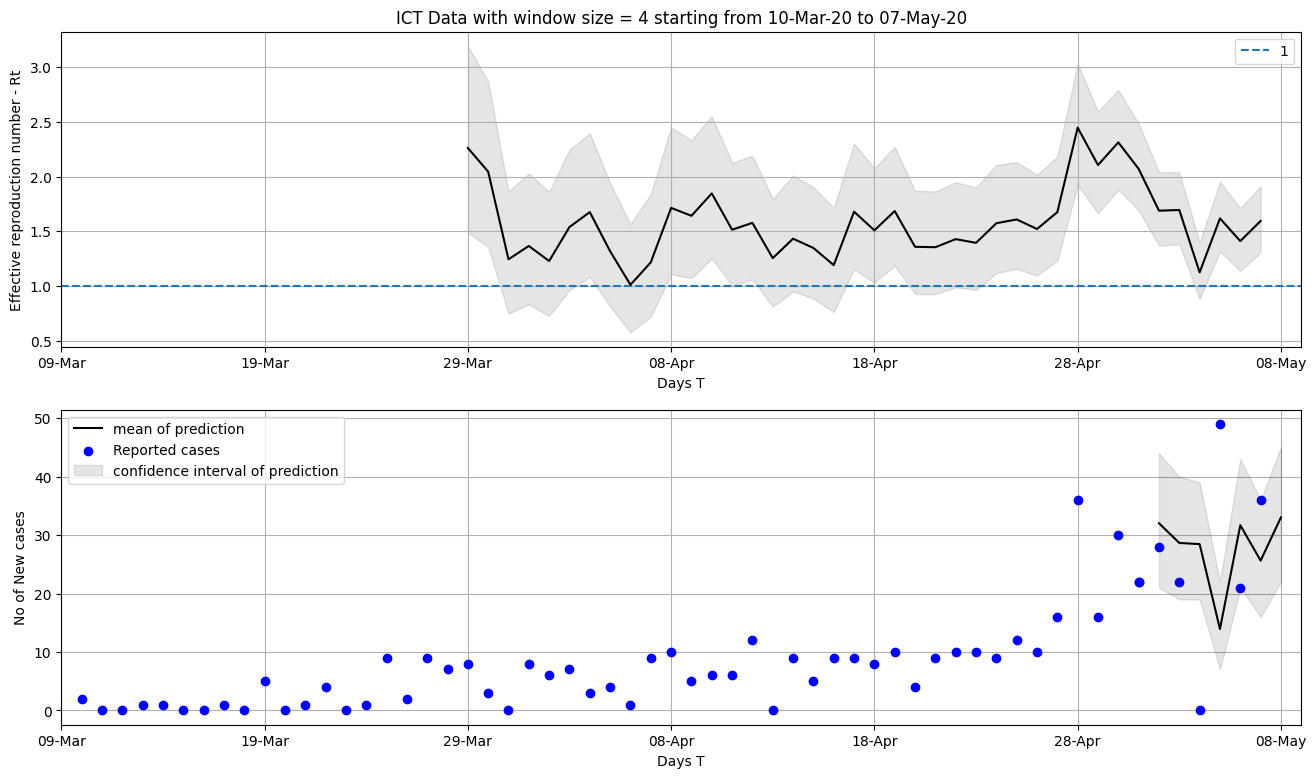 ICT Data with window size = 4 starting from 10-Mar-20 to 07-May-20
1
Effective reproduction number - Rt
3.0
2.5
2.0
1.5
1.0
0.5
09-Mar 19-Mar 29-Mar 08-Apr 18-Apr 28-Apr 08-May
Days T
mean of prediction
Reported cases
confidence interval of prediction
No of New cases
50
40
30
20
10
0
09-Mar 19-Mar 29-Mar 08-Apr 18-Apr 28-Apr 08-May
Days T